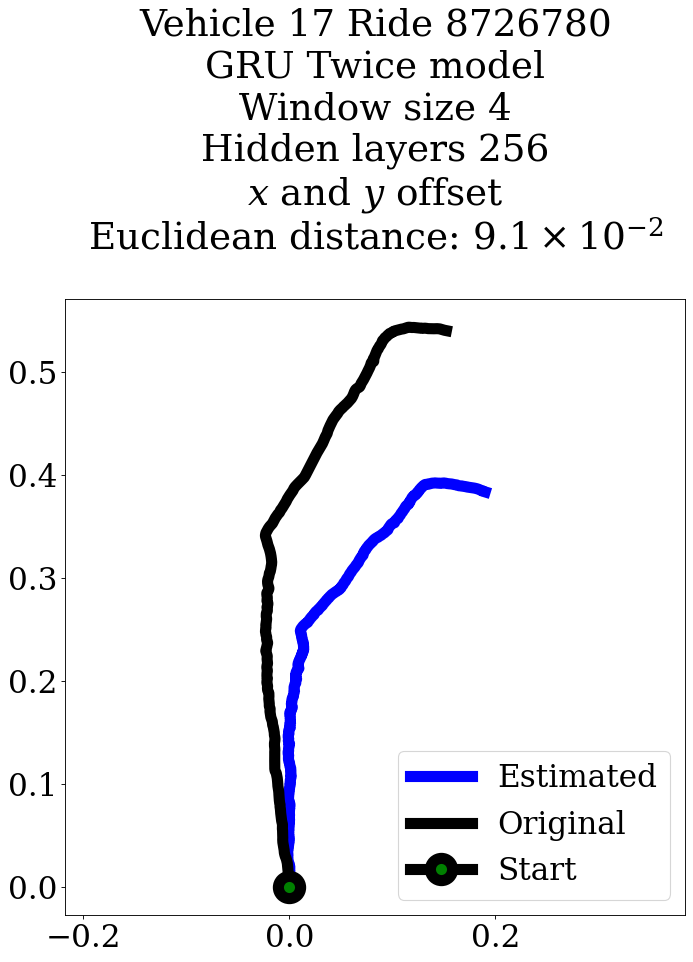 Vehicle 17 Ride 8726780
GRU Twice model
Window size 4
Hidden layers 256
x and y offset
Euclidean distance: 9.1 × 10⁻²
0.5
0.4
0.3
0.2
0.1
0.0
−0.2
0.0
0.2
Estimated
Original
Start